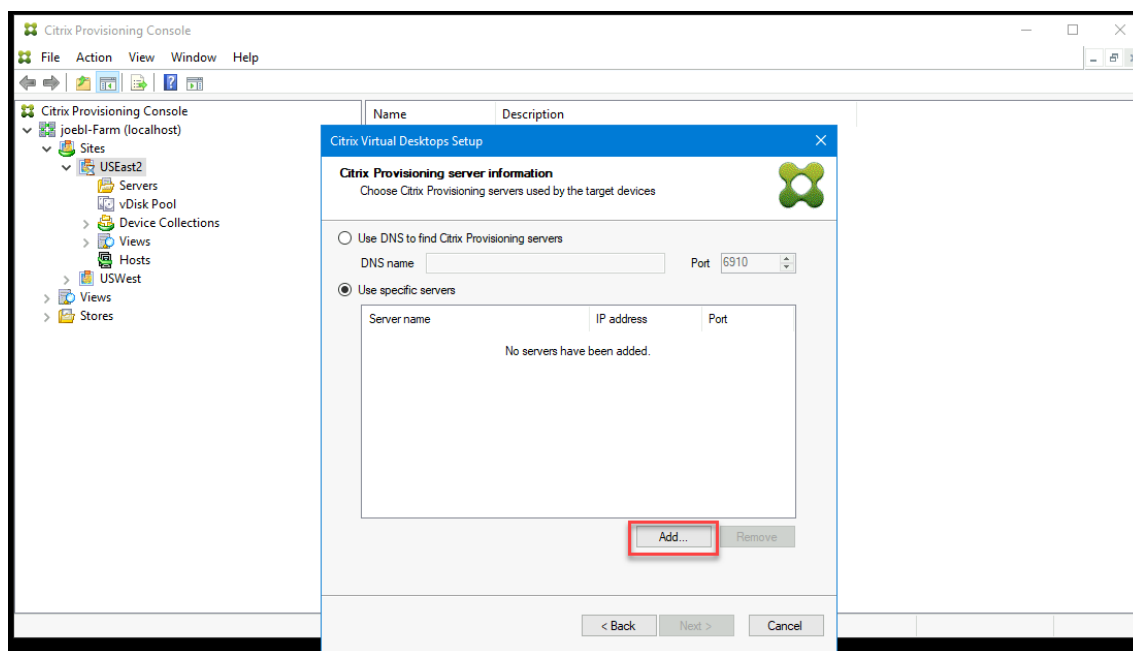 Citrix Provisioning Console
File Action View Window Help
Citrix Provisioning Console
joebl-Farm (localhost)
Sites
USEast2
Servers
vDisk Pool
Device Collections
Views
Hosts
USWest
Views
Stores
Name Description
Citrix Virtual Desktops Setup
Citrix Provisioning server information
Choose Citrix Provisioning servers used by the target devices
Use DNS to find Citrix Provisioning servers
DNS name Port 6910
Use specific servers
Server name IP address Port
No servers have been added.
Add... Remove
< Back Next > Cancel